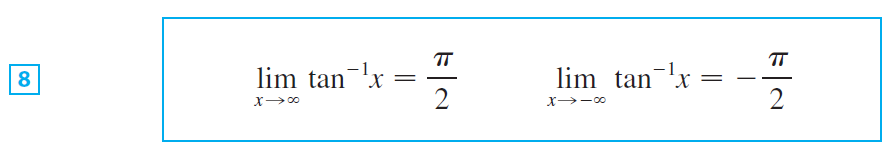 8 lim x→∞ tan⁻¹x = π/2 lim x→−∞ tan⁻¹x = −π/2